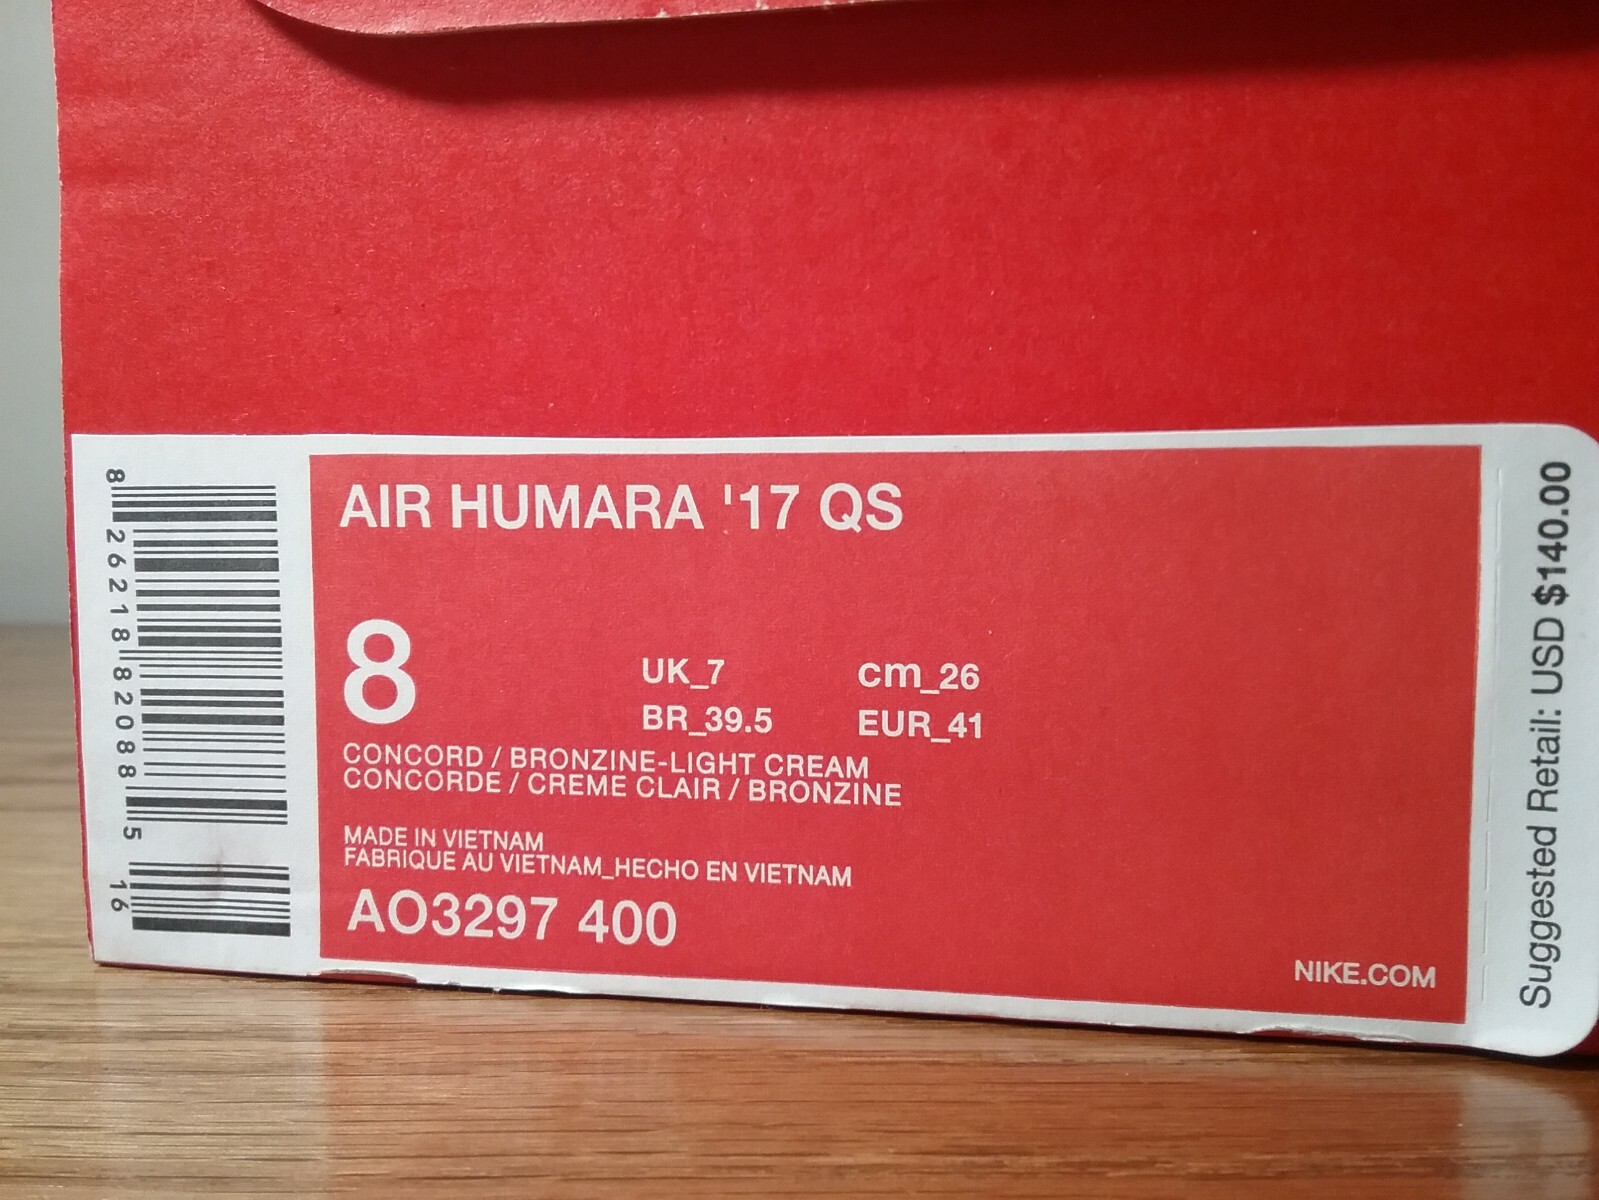 AIR HUMARA '17 QS
8
UK_7
cm_26
BR_39.5
EUR_41
CONCORD / BRONZINE-LIGHT CREAM
CONCORDE / CREME CLAIR / BRONZINE
MADE IN VIETNAM
FABRIQUE AU VIETNAM_HECHO EN VIETNAM
AO3297 400
NIKE.COM
8 26218 82088 5 16
Suggested Retail: USD $140.00